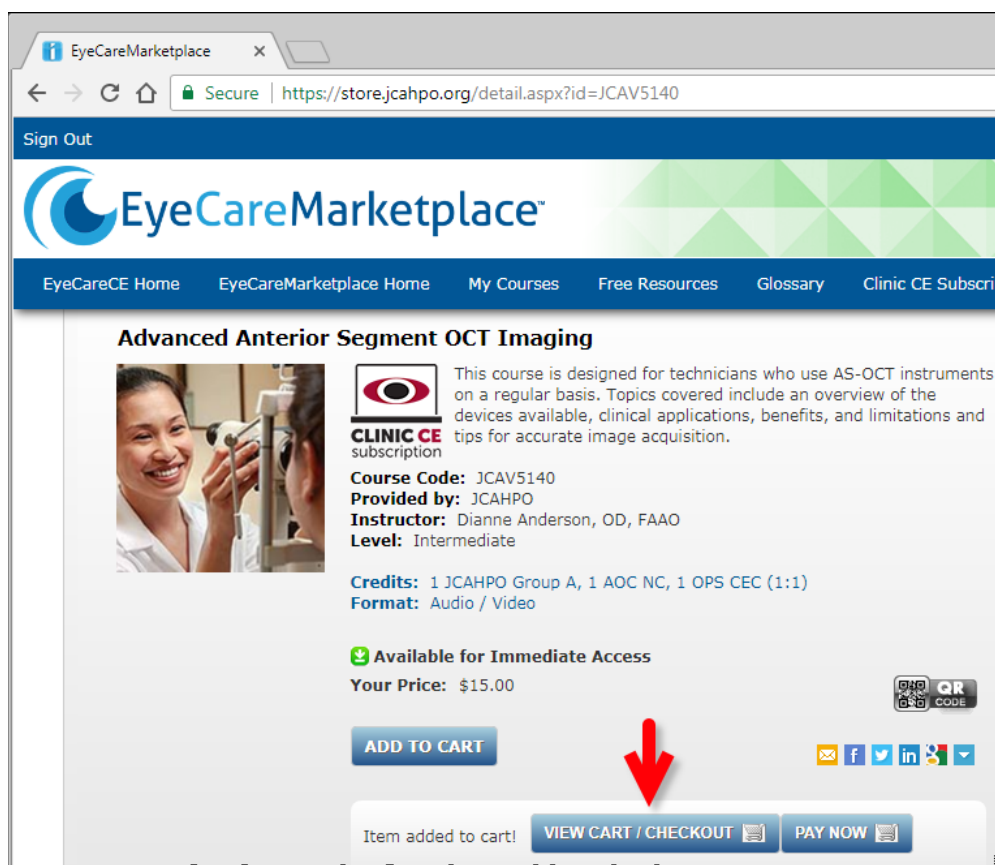 EyeCareMarketplace
Secure | https://store.jcahpo.org/detail.aspx?id=JCAV5140
Sign Out
EyeCareMarketplace™
EyeCareCE Home EyeCareMarketplace Home My Courses Free Resources Glossary Clinic CE Subscri
Advanced Anterior Segment OCT Imaging
This course is designed for technicians who use AS-OCT instruments
on a regular basis. Topics covered include an overview of the
devices available, clinical applications, benefits, and limitations and
tips for accurate image acquisition.
CLINIC CE
subscription
Course Code: JCAV5140
Provided by: JCAHPO
Instructor: Dianne Anderson, OD, FAAO
Level: Intermediate
Credits: 1 JCAHPO Group A, 1 AOC NC, 1 OPS CEC (1:1)
Format: Audio / Video
Available for Immediate Access
Your Price: $15.00
QR
CODE
ADD TO CART
Item added to cart! VIEW CART / CHECKOUT PAY NOW